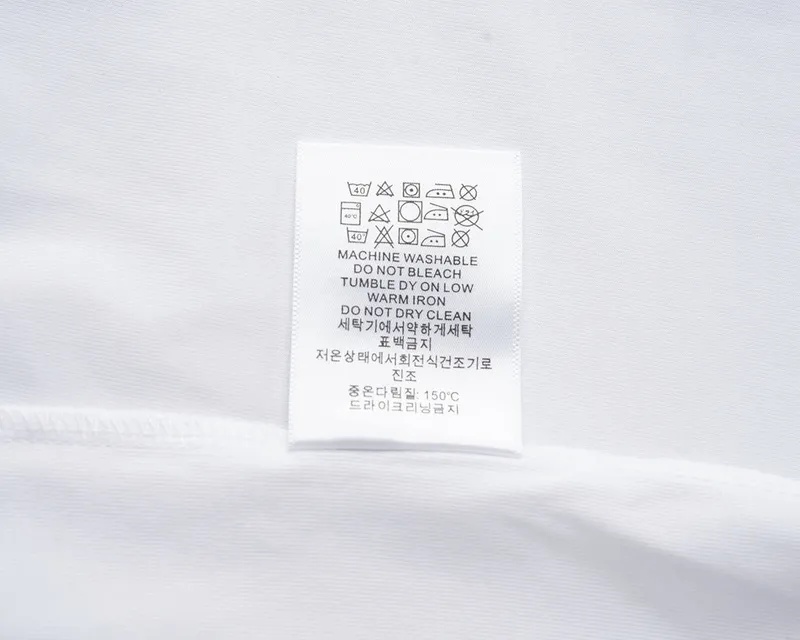 40
40℃
40
MACHINE WASHABLE
DO NOT BLEACH
TUMBLE DY ON LOW
WARM IRON
DO NOT DRY CLEAN
세탁기에서약하게세탁
표백금지
저온상태에서회전식건조기로
진조
중온다림질: 150℃
드라이크리닝금지